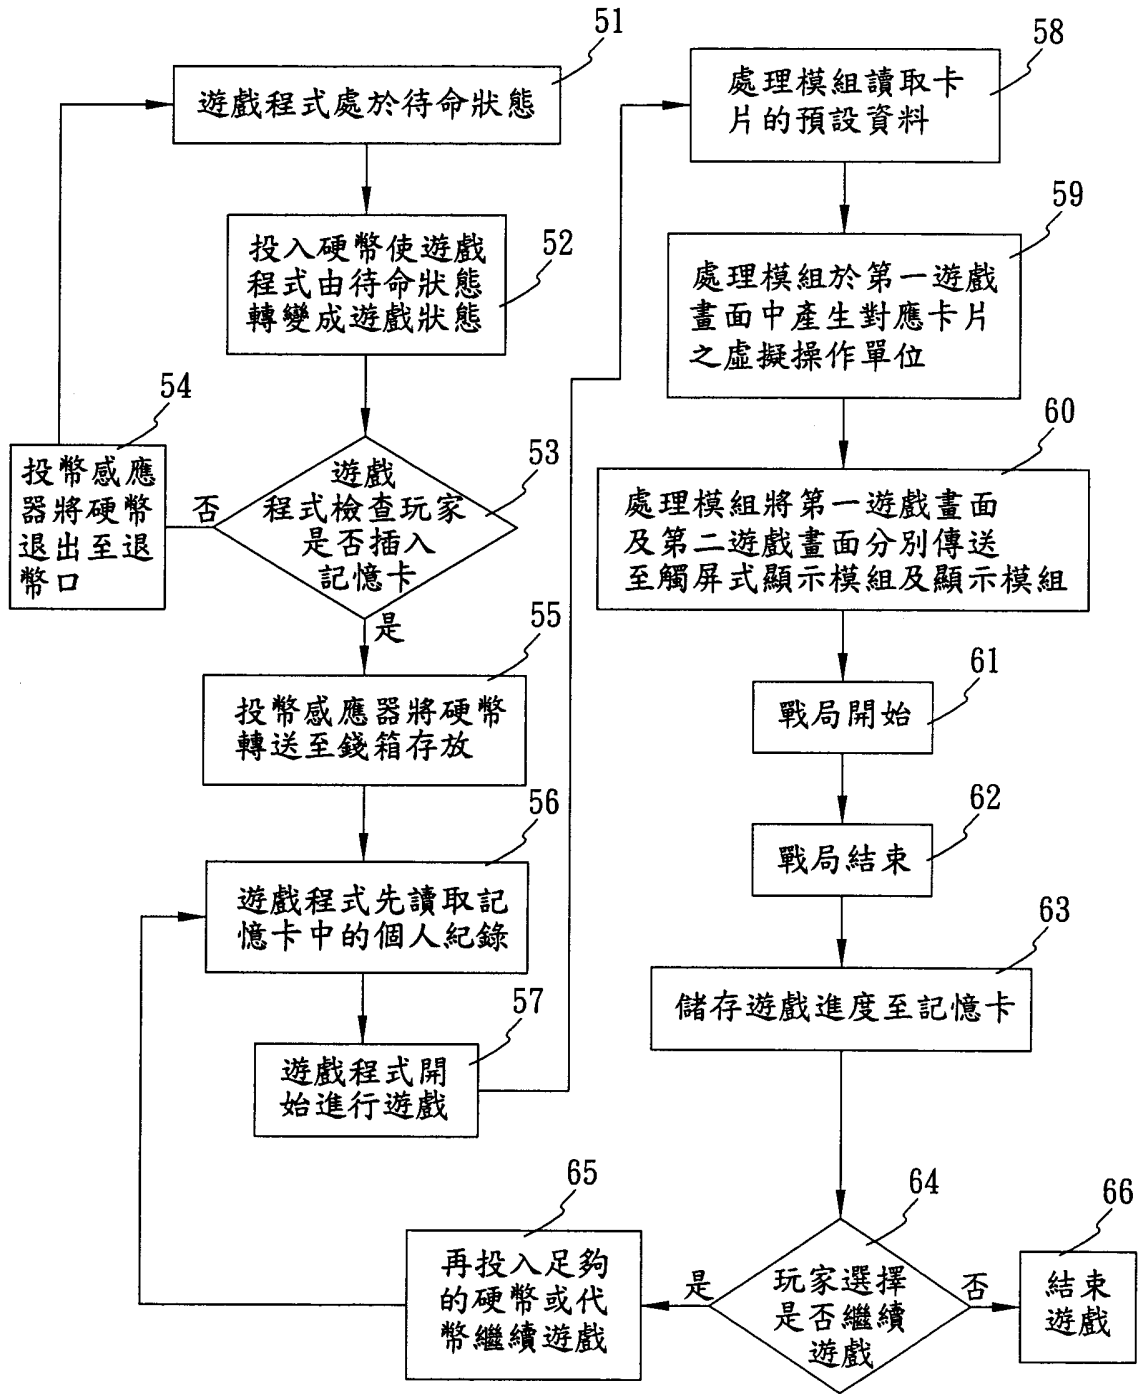 51
遊戲程式處於待命狀態
52
投入硬幣使遊戲
程式由待命狀態
轉變成遊戲狀態
53
遊戲
程式檢查玩家
是否插入
記憶卡
否
是
54
投幣感應
器將硬幣
退出至退
幣口
55
投幣感應器將硬幣
轉送至錢箱存放
56
遊戲程式先讀取記
憶卡中的個人紀錄
57
遊戲程式開
始進行遊戲
58
處理模組讀取卡
片的預設資料
59
處理模組於第一遊戲
畫面中產生對應卡片
之虛擬操作單位
60
處理模組將第一遊戲畫面
及第二遊戲畫面分別傳送
至觸屏式顯示模組及顯示模組
61
戰局開始
62
戰局結束
63
儲存遊戲進度至記憶卡
64
玩家選擇
是否繼續
遊戲
是
否
65
再投入足夠
的硬幣或代
幣繼續遊戲
66
結束
遊戲